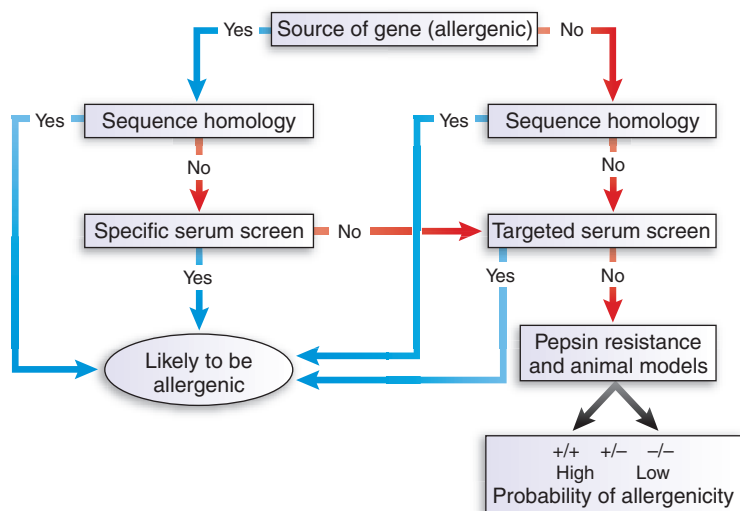 Yes
Source of gene (allergenic)
No
Yes
Sequence homology
Yes
Sequence homology
No
No
Specific serum screen
No
Targeted serum screen
Yes
Yes
No
Likely to be
allergenic
Pepsin resistance
and animal models
+/+ +/– –/–
High Low
Probability of allergenicity